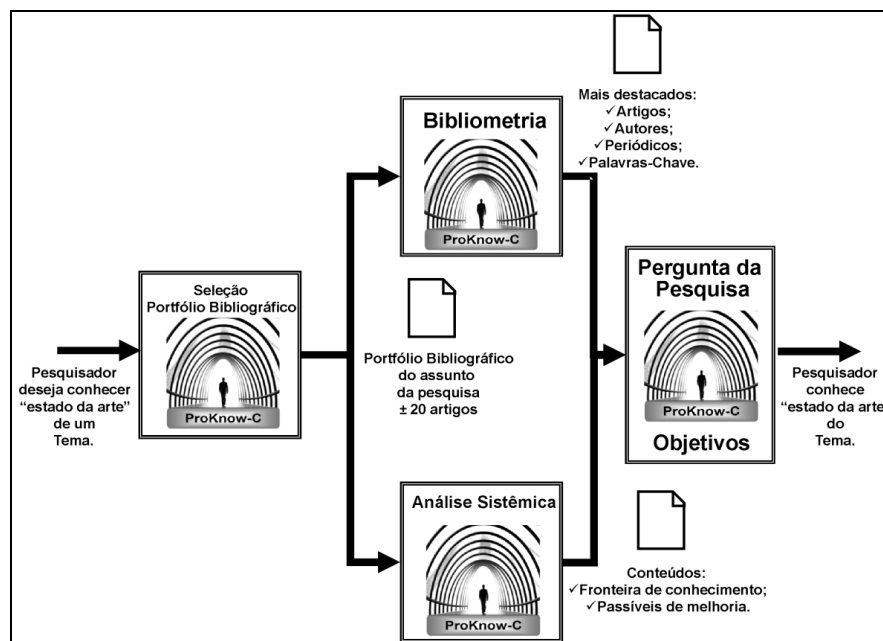 Pesquisador
deseja conhecer
“estado da arte”
de um
Tema.
Seleção
Portfólio Bibliográfico
ProKnow-C
Bibliometria
ProKnow-C
Mais destacados:
✓Artigos;
✓Autores;
✓Periódicos;
✓Palavras-Chave.
Portfólio Bibliográfico
do assunto
da pesquisa
± 20 artigos
Análise Sistêmica
ProKnow-C
Conteúdos:
✓Fronteira de conhecimento;
✓Passíveis de melhoria.
Pergunta da
Pesquisa
ProKnow-C
Objetivos
Pesquisador
conhece
“estado da arte”
do
Tema.